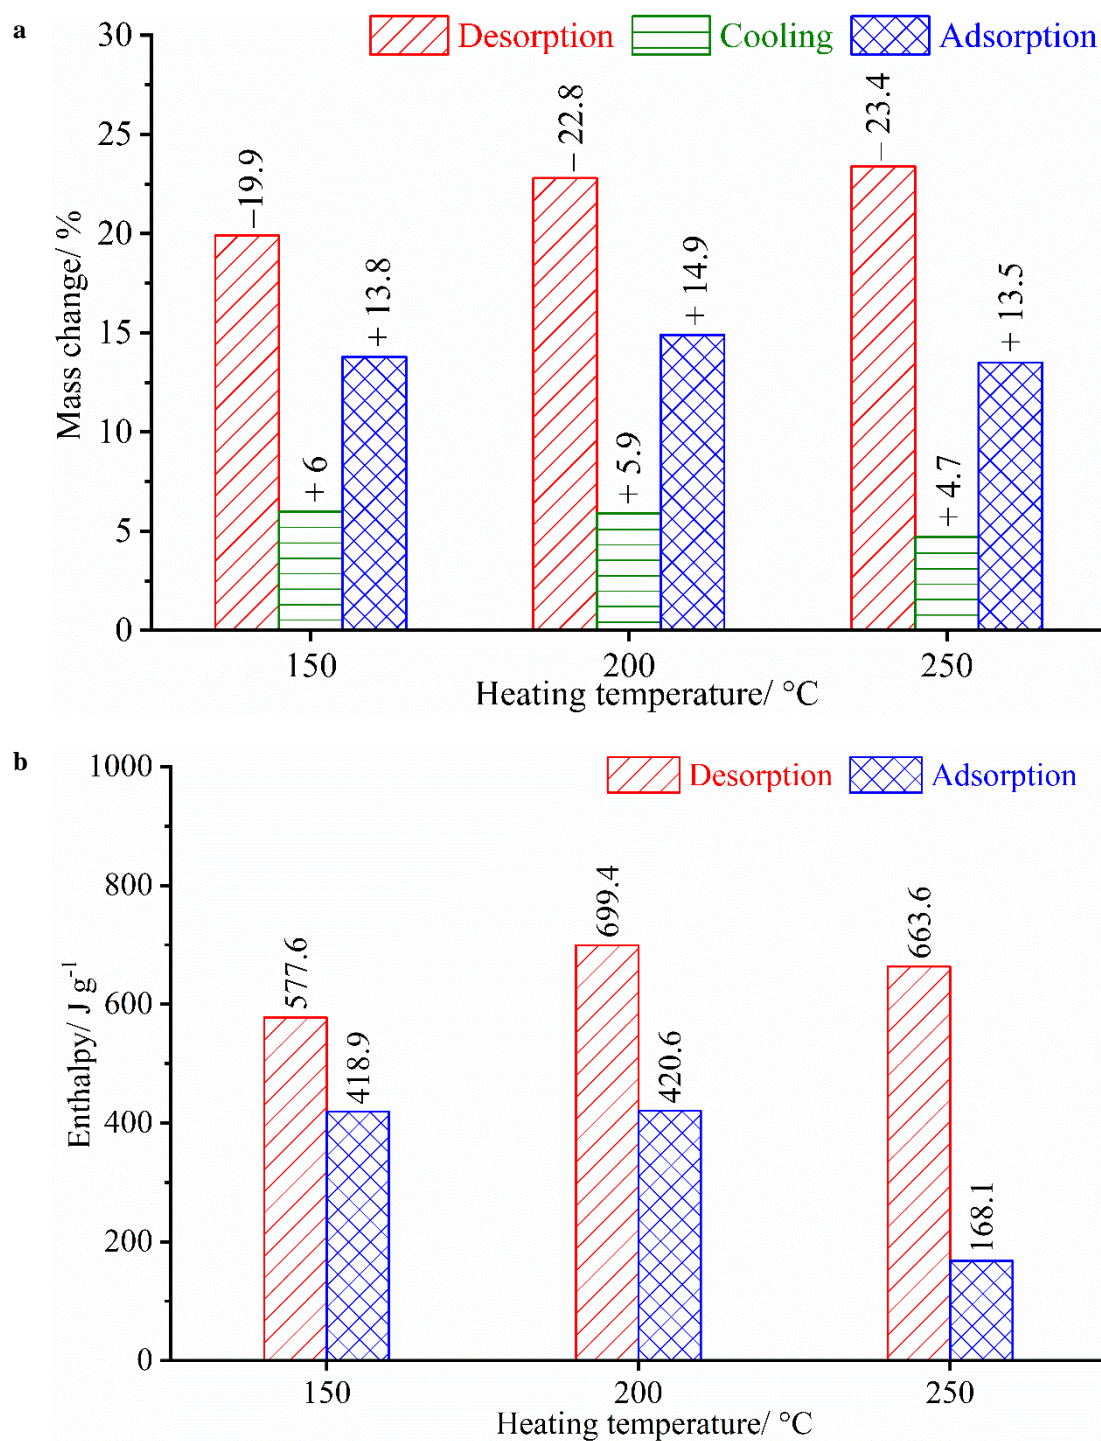 a
Desorption Cooling Adsorption
Mass change/ %
30
25
20
15
10
5
0
−19.9
+ 6
+ 13.8
− 22.8
+ 5.9
+ 14.9
− 23.4
+ 4.7
+ 13.5
150 200 250
Heating temperature/ °C
b
Desorption Adsorption
Enthalpy/ J g⁻¹
1000
800
600
400
200
0
577.6
418.9
699.4
420.6
663.6
168.1
150 200 250
Heating temperature/ °C